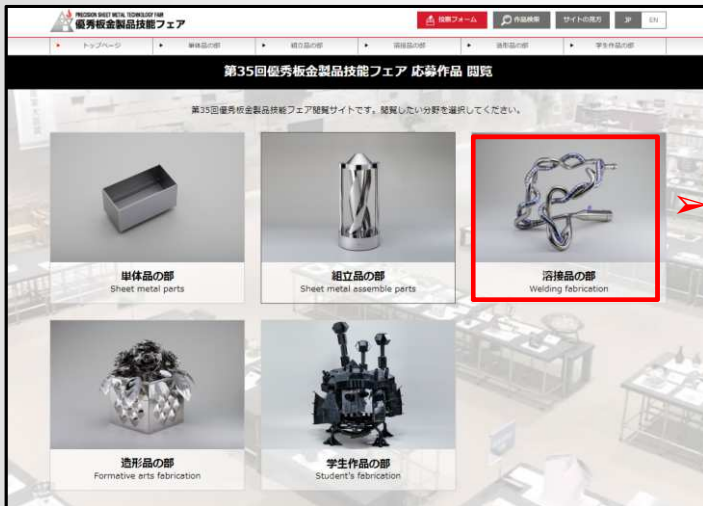 PRECISION SHEET METAL TECHNOLOGY FAIR
優秀板金製品技能フェア
投票フォーム
作品検索
サイトの見方
JP
EN
トップページ
単体品の部
組立品の部
溶接品の部
造形品の部
学生作品の部
第35回優秀板金製品技能フェア 応募作品 閲覧
第35回優秀板金製品技能フェア閲覧サイトです。閲覧したい分野を選択してください。
単体品の部
Sheet metal parts
組立品の部
Sheet metal assemble parts
溶接品の部
Welding fabrication
造形品の部
Formative arts fabrication
学生作品の部
Student's fabrication